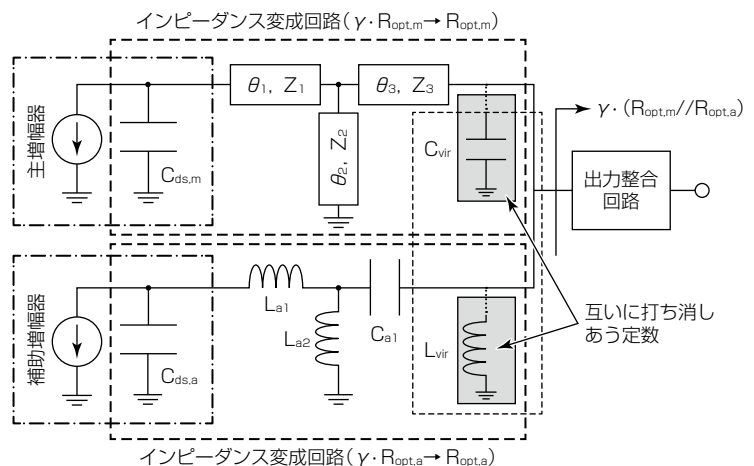 インピーダンス変成回路(γ・Ropt,m→ Ropt,m)
主増幅器
Cds,m
θ1, Z1
θ2, Z2
θ3, Z3
Cvir
γ・(Ropt,m//Ropt,a)
出力整合
回路
補助増幅器
Cds,a
La1
La2
Ca1
Lvir
互いに打ち消し
あう定数
インピーダンス変成回路(γ・Ropt,a→ Ropt,a)